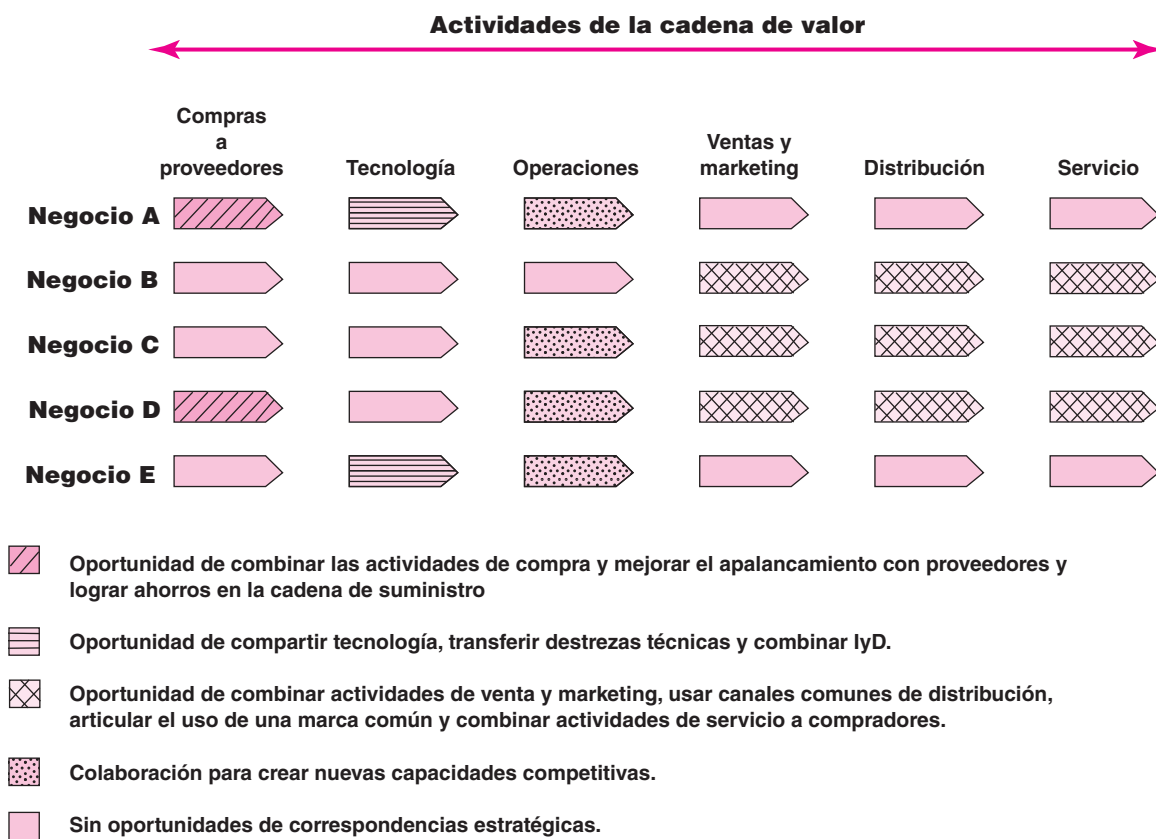 Actividades de la cadena de valor
Compras
a
proveedores
Tecnología
Operaciones
Ventas y
marketing
Distribución
Servicio
Negocio A
Negocio B
Negocio C
Negocio D
Negocio E
Oportunidad de combinar las actividades de compra y mejorar el apalancamiento con proveedores y
lograr ahorros en la cadena de suministro
Oportunidad de compartir tecnología, transferir destrezas técnicas y combinar IyD.
Oportunidad de combinar actividades de venta y marketing, usar canales comunes de distribución,
articular el uso de una marca común y combinar actividades de servicio a compradores.
Colaboración para crear nuevas capacidades competitivas.
Sin oportunidades de correspondencias estratégicas.